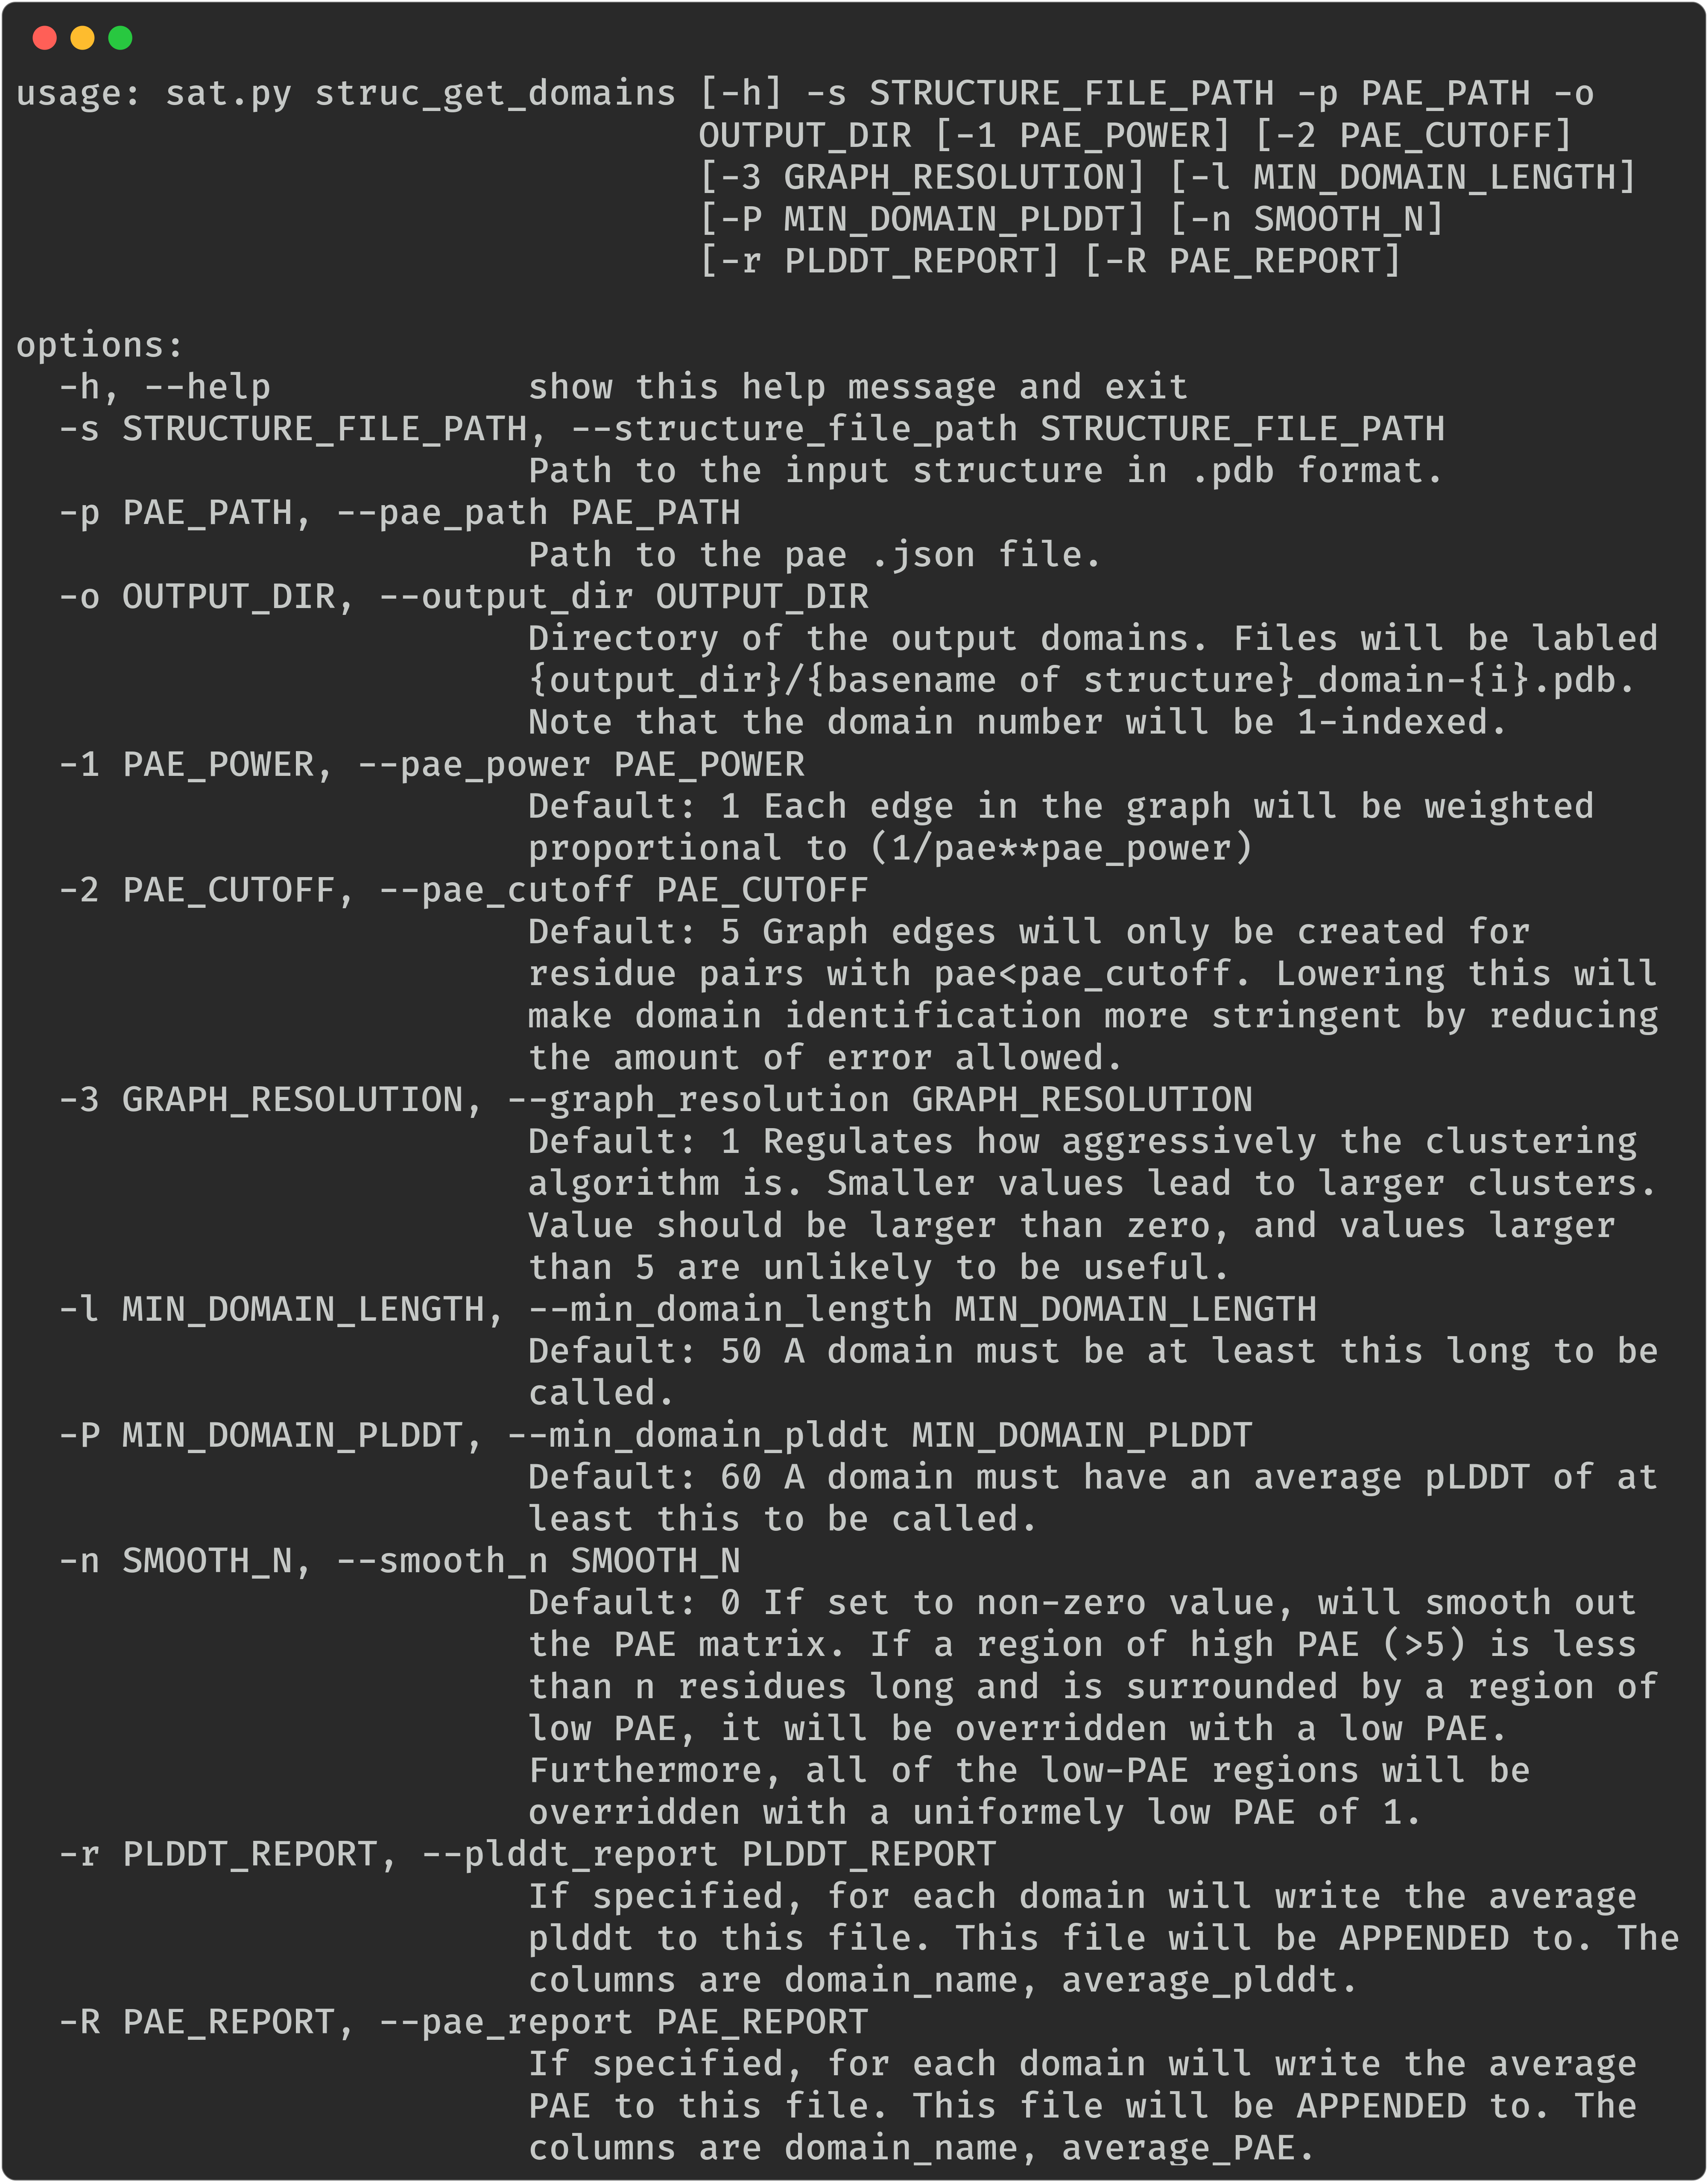 usage: sat.py struc_get_domains [-h] -s STRUCTURE_FILE_PATH -p PAE_PATH -o
OUTPUT_DIR [-1 PAE_POWER] [-2 PAE_CUTOFF]
[-3 GRAPH_RESOLUTION] [-l MIN_DOMAIN_LENGTH]
[-P MIN_DOMAIN_PLDDT] [-n SMOOTH_N]
[-r PLDDT_REPORT] [-R PAE_REPORT]
options:
-h, --help show this help message and exit
-s STRUCTURE_FILE_PATH, --structure_file_path STRUCTURE_FILE_PATH
Path to the input structure in .pdb format.
-p PAE_PATH, --pae_path PAE_PATH
Path to the pae .json file.
-o OUTPUT_DIR, --output_dir OUTPUT_DIR
Directory of the output domains. Files will be labled
{output_dir}/{basename of structure}_domain-{i}.pdb.
Note that the domain number will be 1-indexed.
-1 PAE_POWER, --pae_power PAE_POWER
Default: 1 Each edge in the graph will be weighted
proportional to (1/pae**pae_power)
-2 PAE_CUTOFF, --pae_cutoff PAE_CUTOFF
Default: 5 Graph edges will only be created for
residue pairs with pae<pae_cutoff. Lowering this will
make domain identification more stringent by reducing
the amount of error allowed.
-3 GRAPH_RESOLUTION, --graph_resolution GRAPH_RESOLUTION
Default: 1 Regulates how aggressively the clustering
algorithm is. Smaller values lead to larger clusters.
Value should be larger than zero, and values larger
than 5 are unlikely to be useful.
-l MIN_DOMAIN_LENGTH, --min_domain_length MIN_DOMAIN_LENGTH
Default: 50 A domain must be at least this long to be
called.
-P MIN_DOMAIN_PLDDT, --min_domain_plddt MIN_DOMAIN_PLDDT
Default: 60 A domain must have an average pLDDT of at
least this to be called.
-n SMOOTH_N, --smooth_n SMOOTH_N
Default: 0 If set to non-zero value, will smooth out
the PAE matrix. If a region of high PAE (>5) is less
than n residues long and is surrounded by a region of
low PAE, it will be overridden with a low PAE.
Furthermore, all of the low-PAE regions will be
overridden with a uniformely low PAE of 1.
-r PLDDT_REPORT, --plddt_report PLDDT_REPORT
If specified, for each domain will write the average
plddt to this file. This file will be APPENDED to. The
columns are domain_name, average_plddt.
-R PAE_REPORT, --pae_report PAE_REPORT
If specified, for each domain will write the average
PAE to this file. This file will be APPENDED to. The
columns are domain_name, average_PAE.